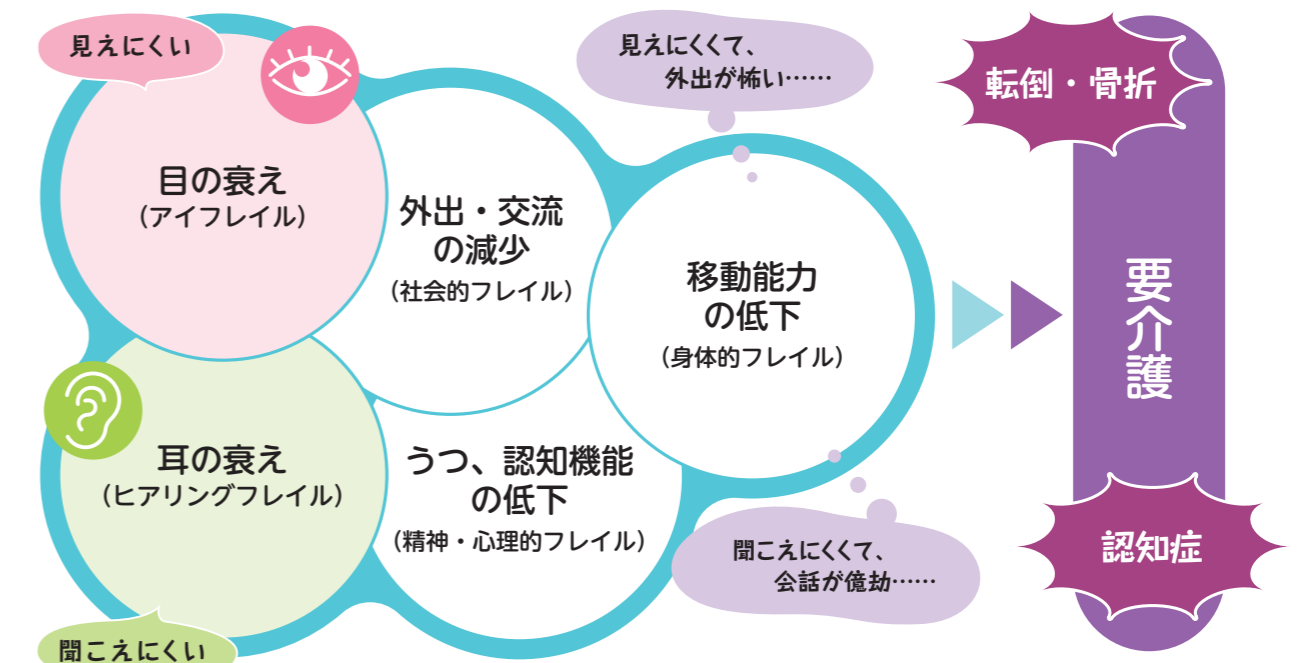 見えにくい
目の衰え
(アイフレイル)
耳の衰え
(ヒアリングフレイル)
聞こえにくい
外出・交流
の減少
(社会的フレイル)
うつ、認知機能
の低下
(精神・心理的フレイル)
見えにくくて、
外出が怖い……
移動能力
の低下
(身体的フレイル)
聞こえにくくて、
会話が億劫……
転倒・骨折
要介護
認知症